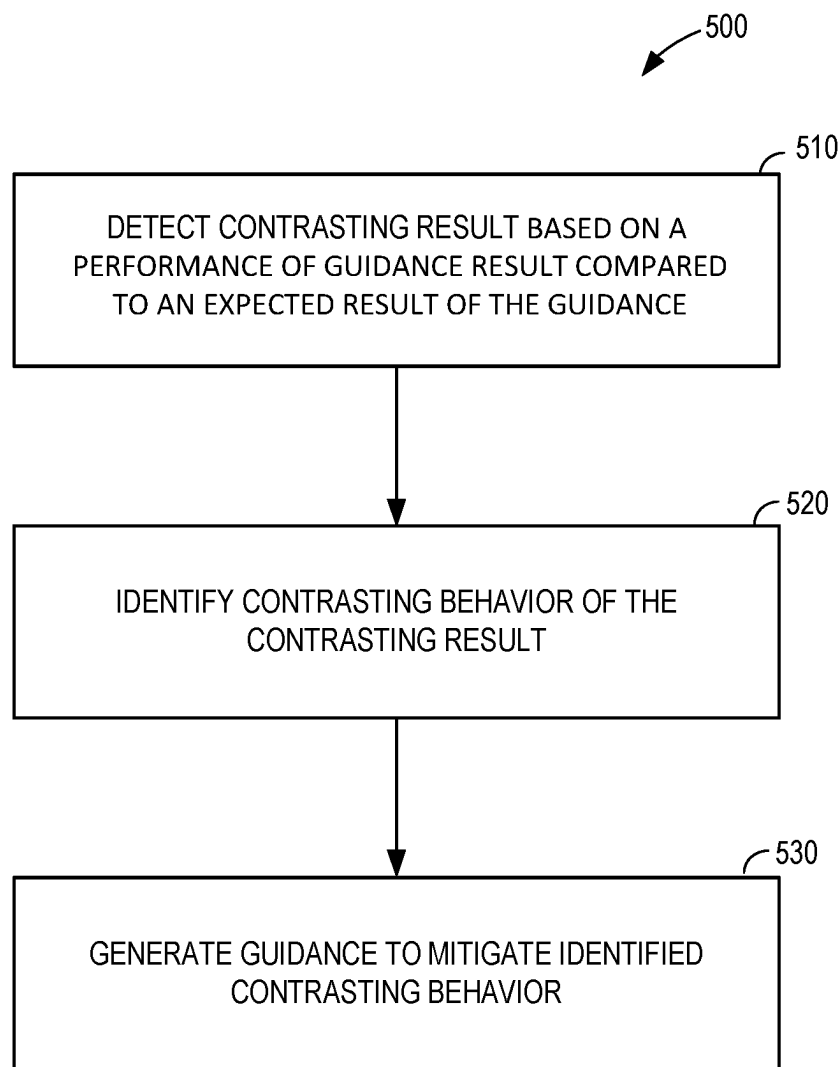 500
510
DETECT CONTRASTING RESULT BASED ON A
PERFORMANCE OF GUIDANCE RESULT COMPARED
TO AN EXPECTED RESULT OF THE GUIDANCE
520
IDENTIFY CONTRASTING BEHAVIOR OF THE
CONTRASTING RESULT
530
GENERATE GUIDANCE TO MITIGATE IDENTIFIED
CONTRASTING BEHAVIOR